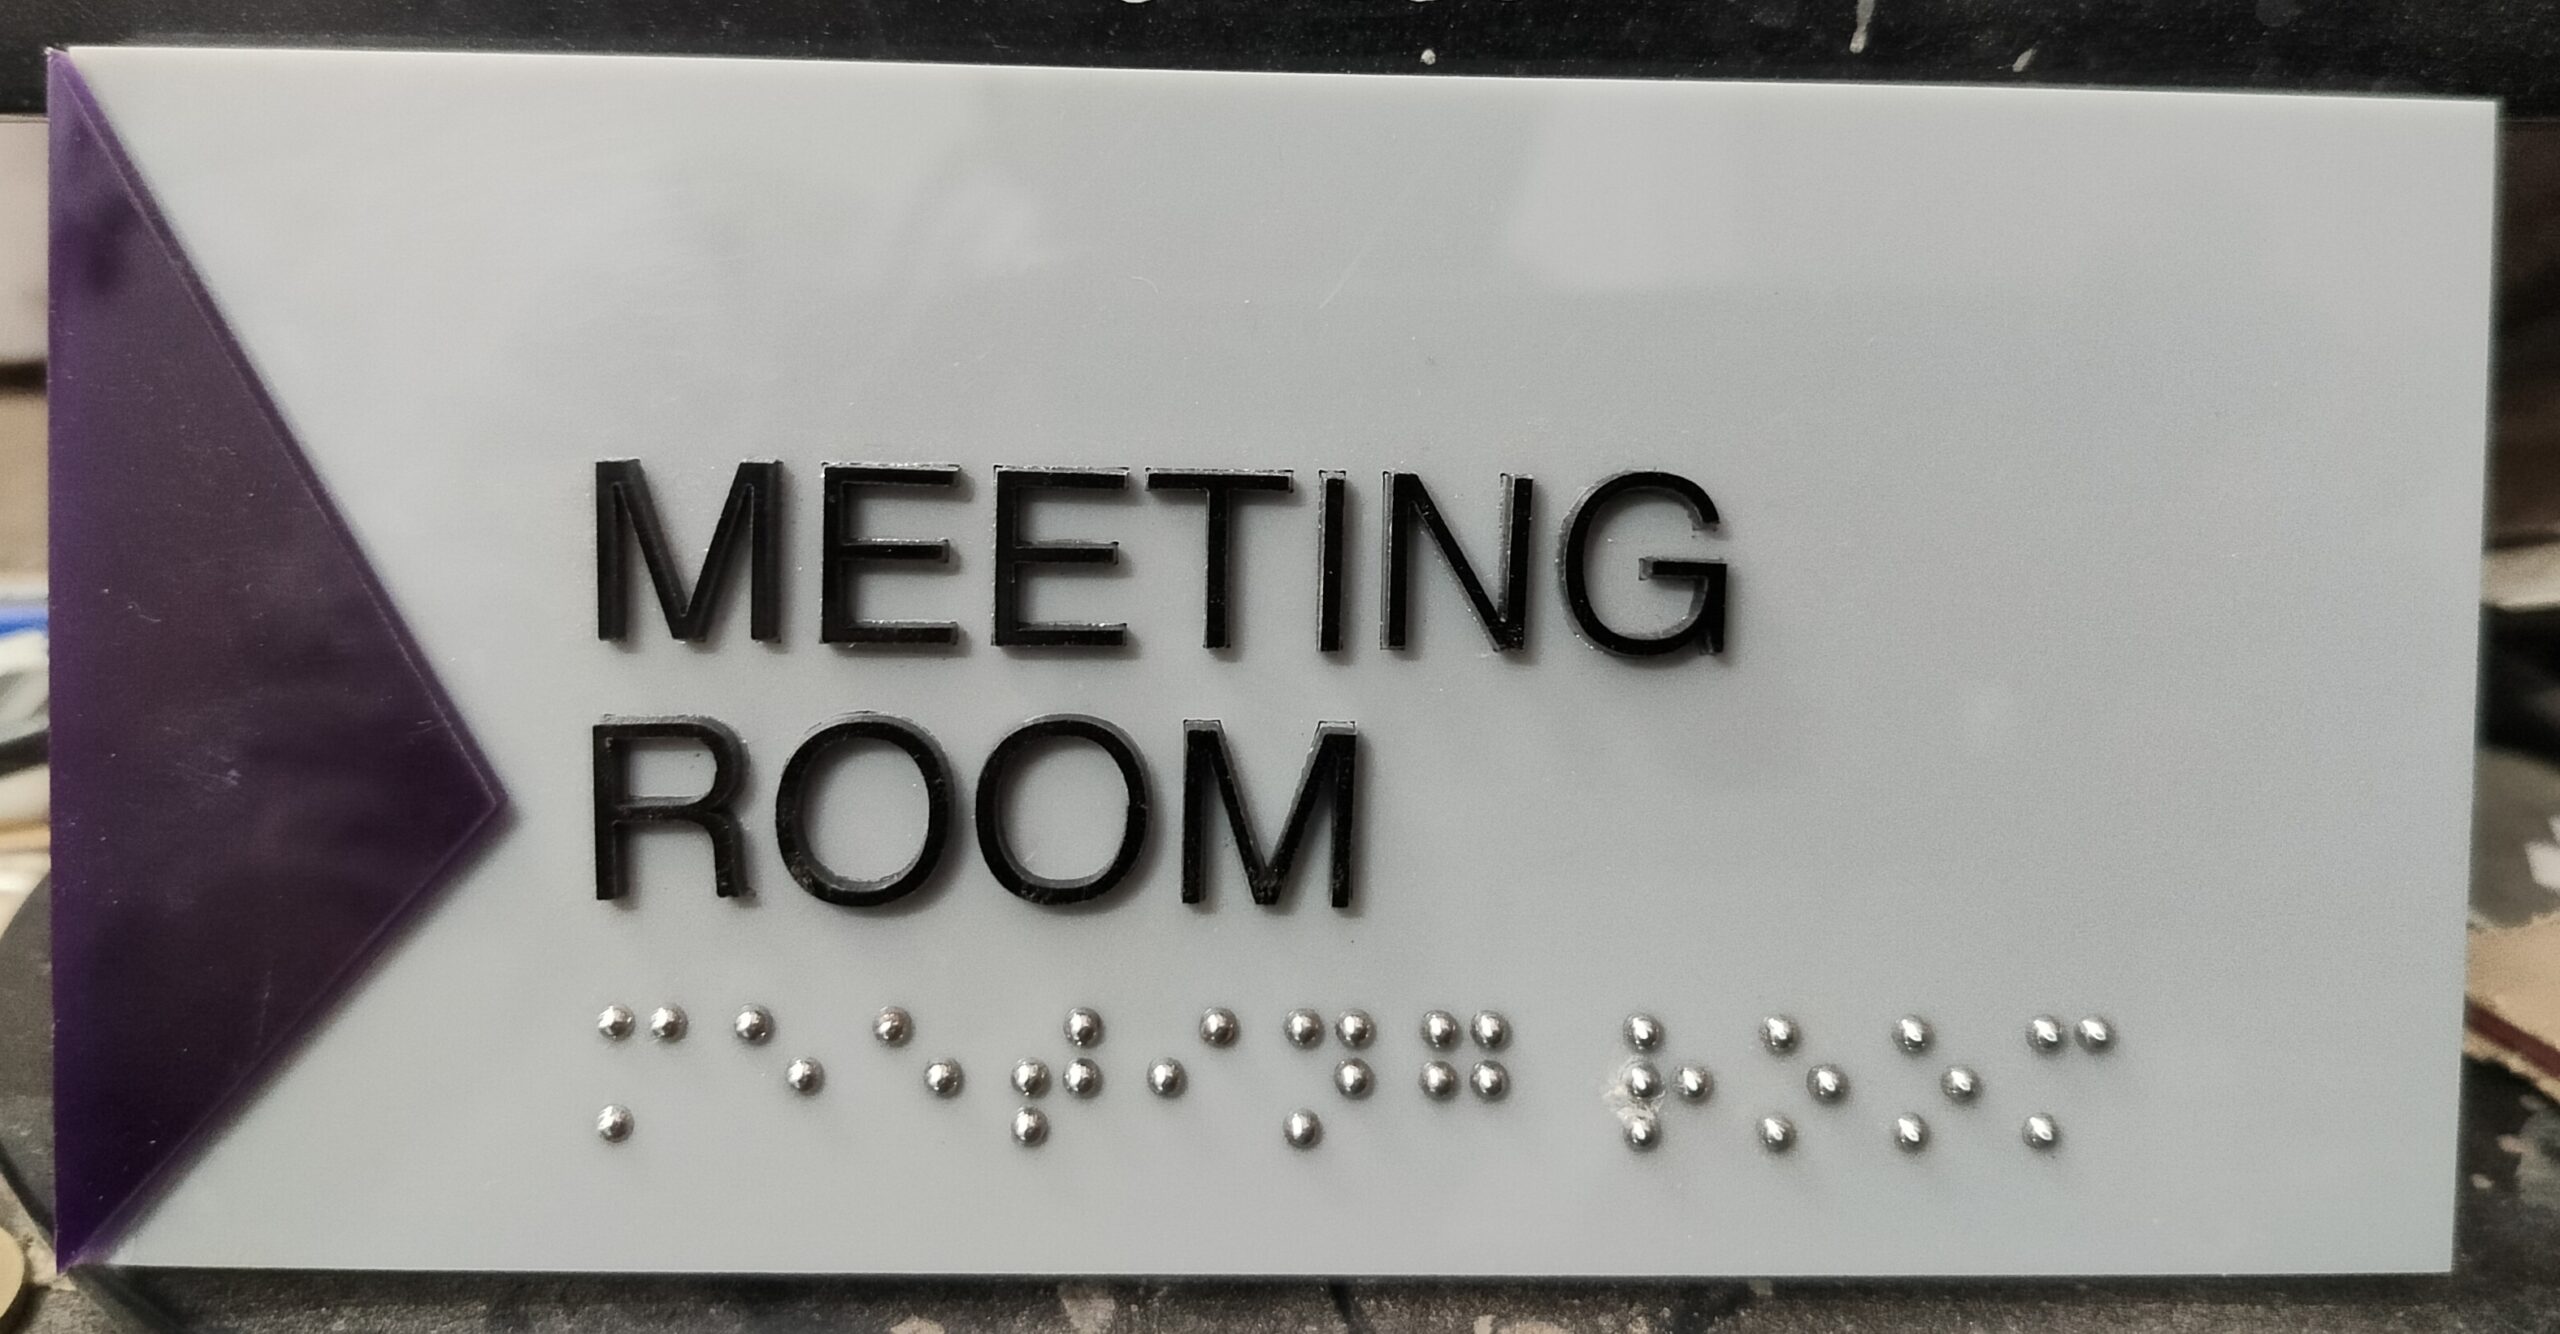 MEETING
ROOM
⠍⠑⠑⠞⠊⠝⠛ ⠗⠕⠕⠍